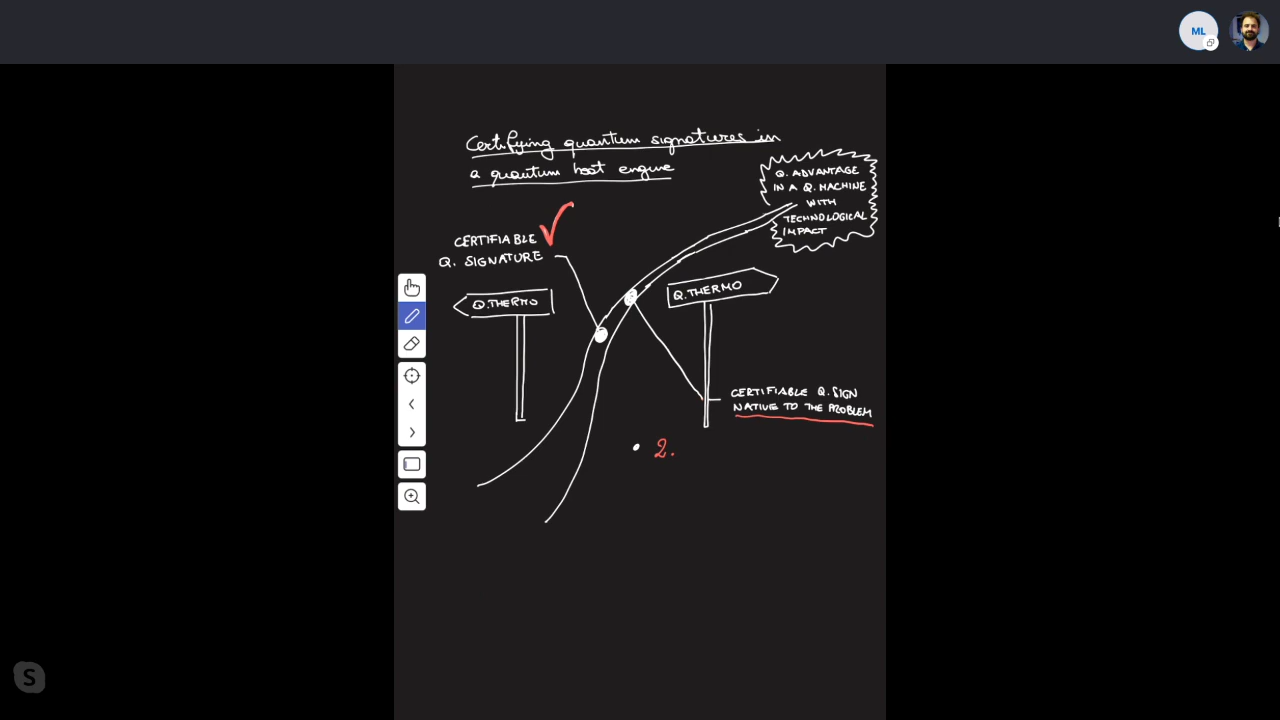 ML
Certifying quantum signatures in
a quantum heat engine
Q. ADVANTAGE
IN A Q. MACHINE
WITH
TECHNOLOGICAL
IMPACT
CERTIFIABLE
Q. SIGNATURE
Q.THERMO
Q.THERMO
CERTIFIABLE Q.SIGN
NATIVE TO THE PROBLEM
• 2.
S